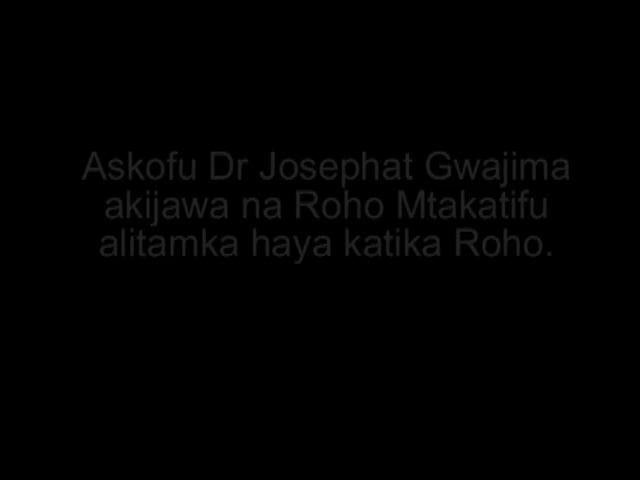 Askofu Dr Josephat Gwajima
akijawa na Roho Mtakatifu
alitamka haya katika Roho.